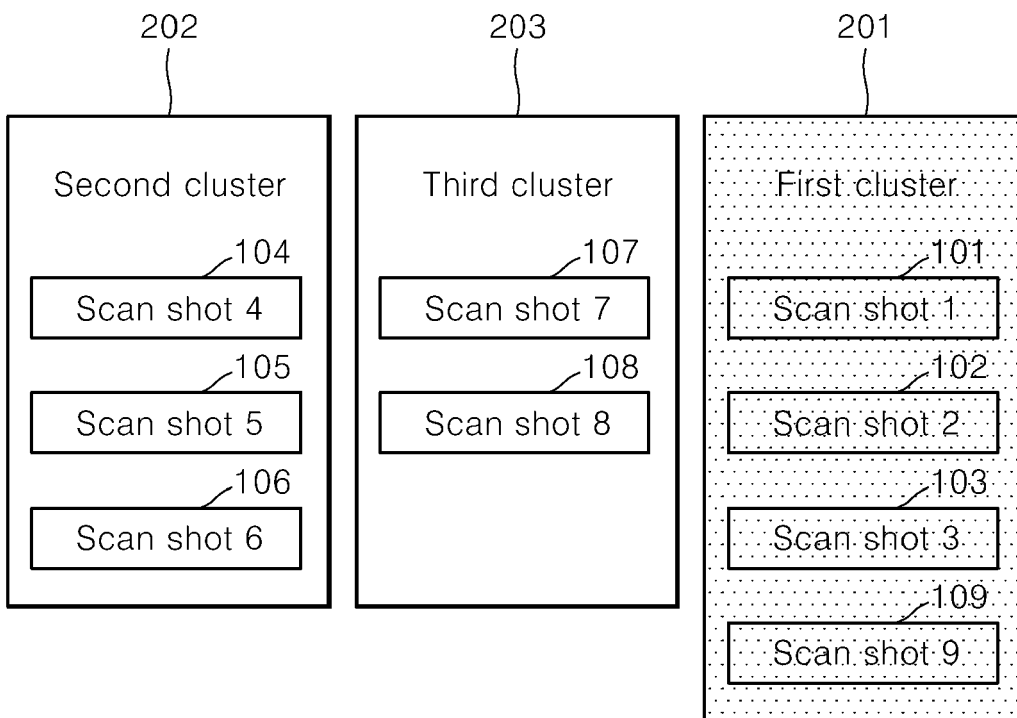 202
203
201
Second cluster
Third cluster
First cluster
104
Scan shot 4
105
Scan shot 5
106
Scan shot 6
107
Scan shot 7
108
Scan shot 8
101
Scan shot 1
102
Scan shot 2
103
Scan shot 3
109
Scan shot 9